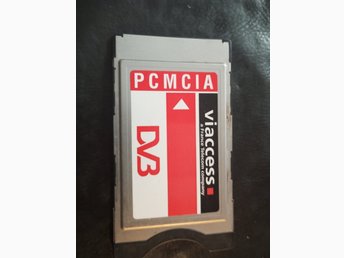 PCMCIA
viaccess
a France Telecom company
DVB